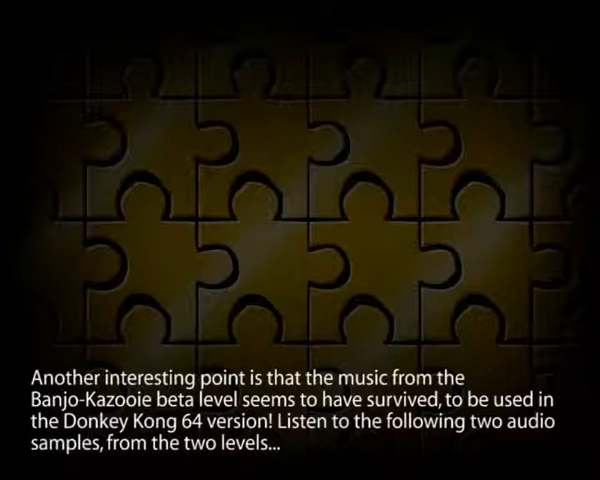 Another interesting point is that the music from the
Banjo-Kazooie beta level seems to have survived, to be used in
the Donkey Kong 64 version! Listen to the following two audio
samples, from the two levels...